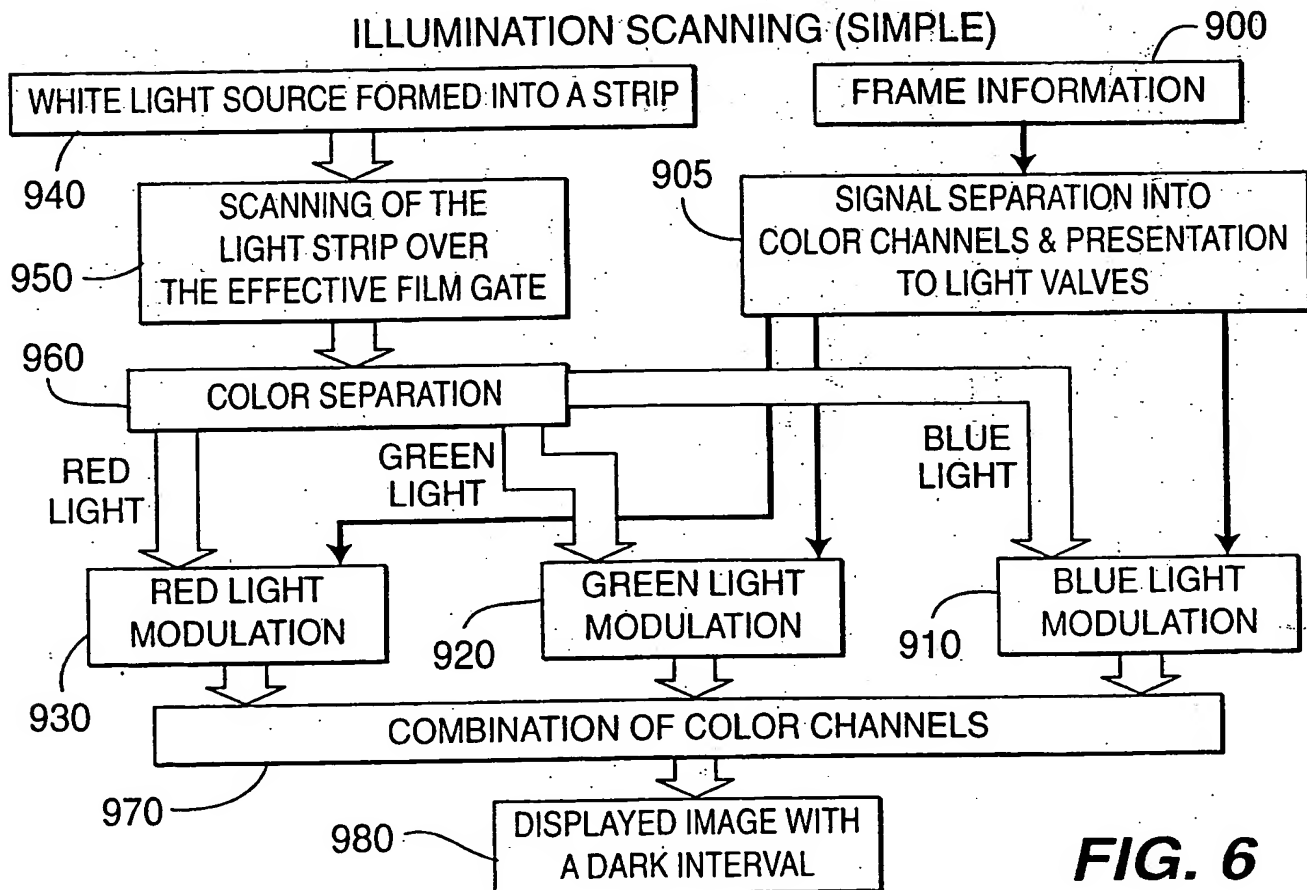 ILLUMINATION SCANNING (SIMPLE)
900
WHITE LIGHT SOURCE FORMED INTO A STRIP
FRAME INFORMATION
940
905
SCANNING OF THE
LIGHT STRIP OVER
THE EFFECTIVE FILM GATE
950
SIGNAL SEPARATION INTO
COLOR CHANNELS & PRESENTATION
TO LIGHT VALVES
960
COLOR SEPARATION
RED
LIGHT
GREEN
LIGHT
BLUE
LIGHT
RED LIGHT
MODULATION
930
GREEN LIGHT
MODULATION
920
BLUE LIGHT
MODULATION
910
COMBINATION OF COLOR CHANNELS
970
DISPLAYED IMAGE WITH
A DARK INTERVAL
980
FIG. 6